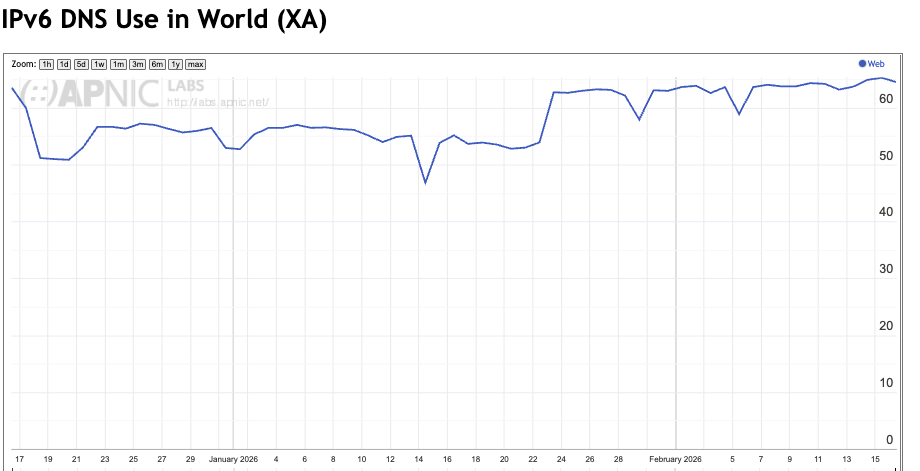 IPv6 DNS Use in World (XA)
Zoom: 1h 1d 5d 1w 1m 3m 6m 1y max
Web
(::)APNIC LABS
http://labs.apnic.net/
60
50
40
30
20
10
0
17 19 21 23 25 27 29 January 2026 4 6 8 10 12 14 16 18 20 22 24 26 28 February 2026 5 7 9 11 13 15